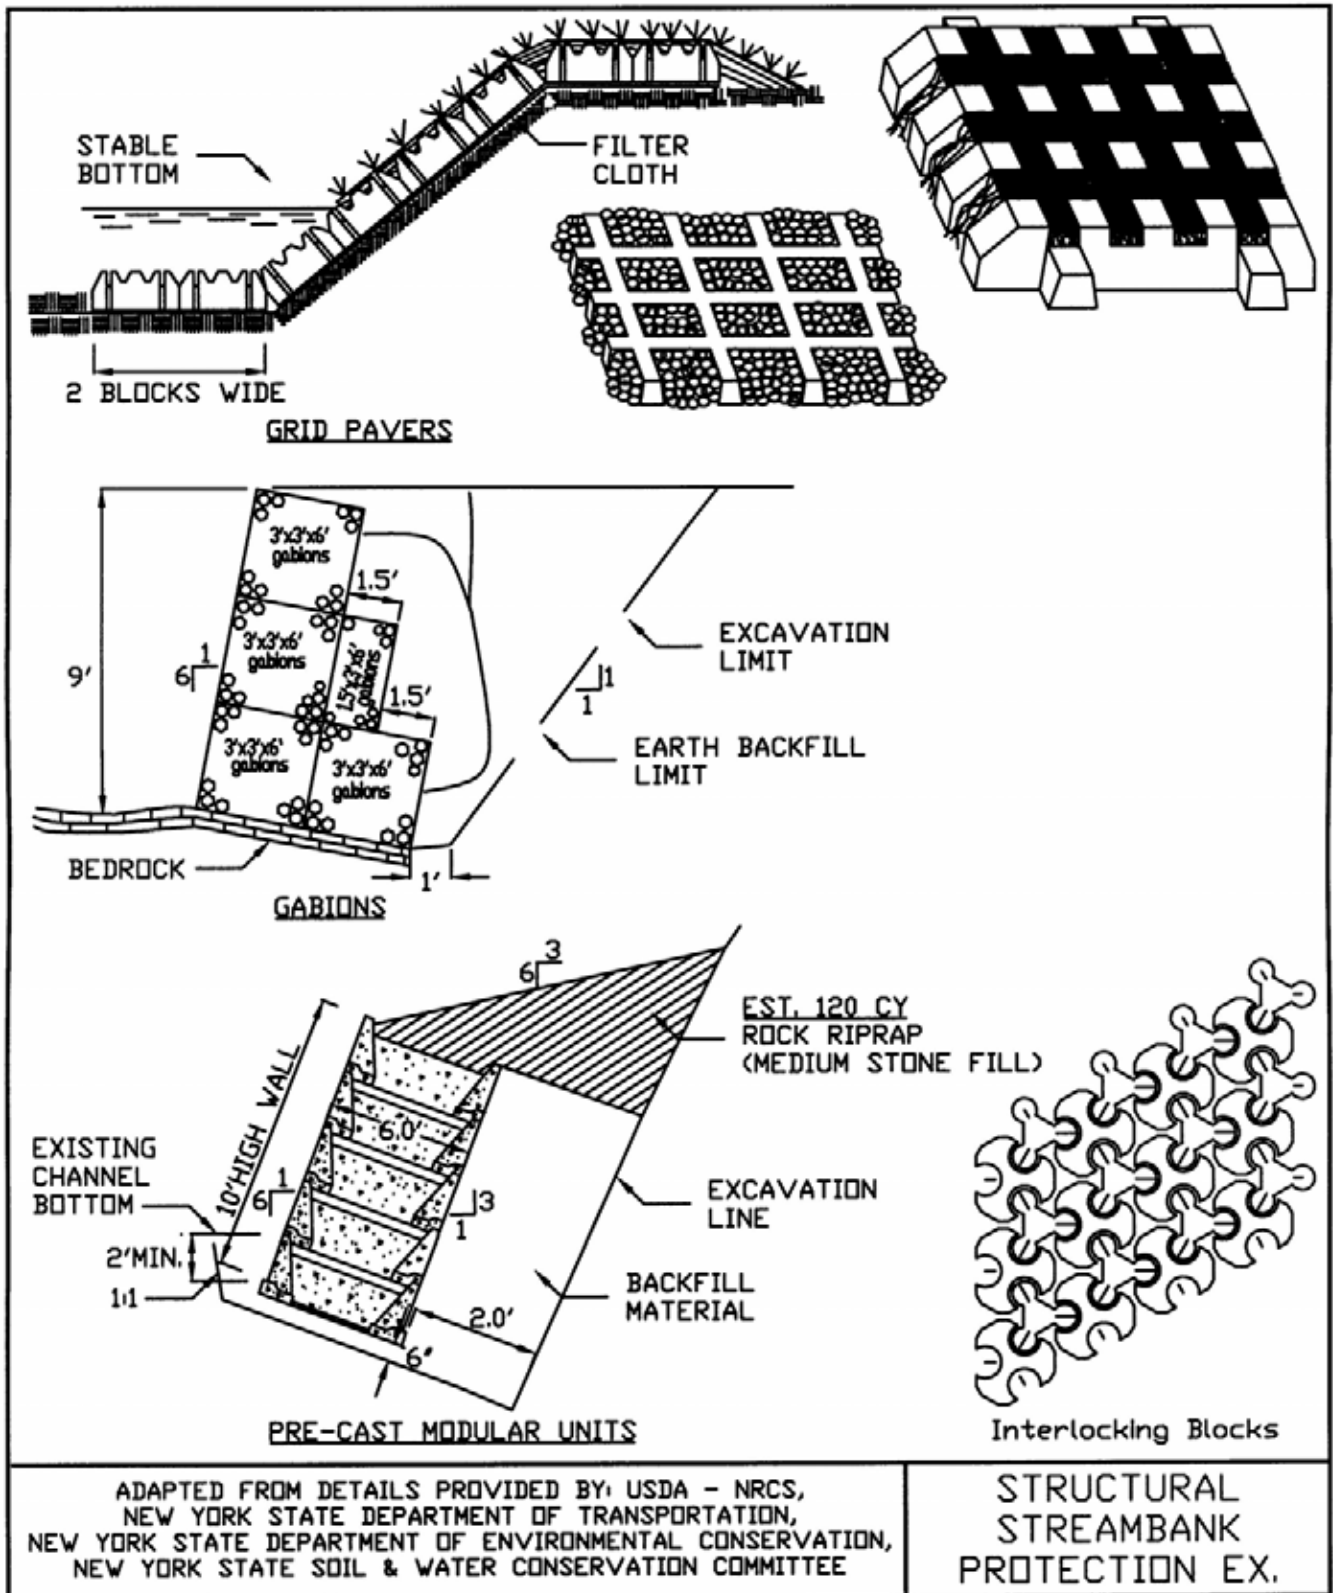 STABLE
BOTTOM
FILTER
CLOTH
2 BLOCKS WIDE
GRID PAVERS
3'x3'x6'
gabions
1.5'
3'x3'x6'
gabions
1.5'x3'x6'
gabions
1
6
9'
1.5'
3'x3'x6'
gabions
3'x3'x6'
gabions
EXCAVATION
LIMIT
1
1
EARTH BACKFILL
LIMIT
BEDROCK
1'
GABIONS
3
6
EST. 120 CY
ROCK RIPRAP
(MEDIUM STONE FILL)
10' HIGH WALL
6.0'
EXISTING
CHANNEL
BOTTOM
1
6
3
1
EXCAVATION
LINE
2'MIN.
1:1
BACKFILL
MATERIAL
2.0'
6"
PRE-CAST MODULAR UNITS
Interlocking Blocks
ADAPTED FROM DETAILS PROVIDED BY: USDA - NRCS,
NEW YORK STATE DEPARTMENT OF TRANSPORTATION,
NEW YORK STATE DEPARTMENT OF ENVIRONMENTAL CONSERVATION,
NEW YORK STATE SOIL & WATER CONSERVATION COMMITTEE
STRUCTURAL
STREAMBANK
PROTECTION EX.